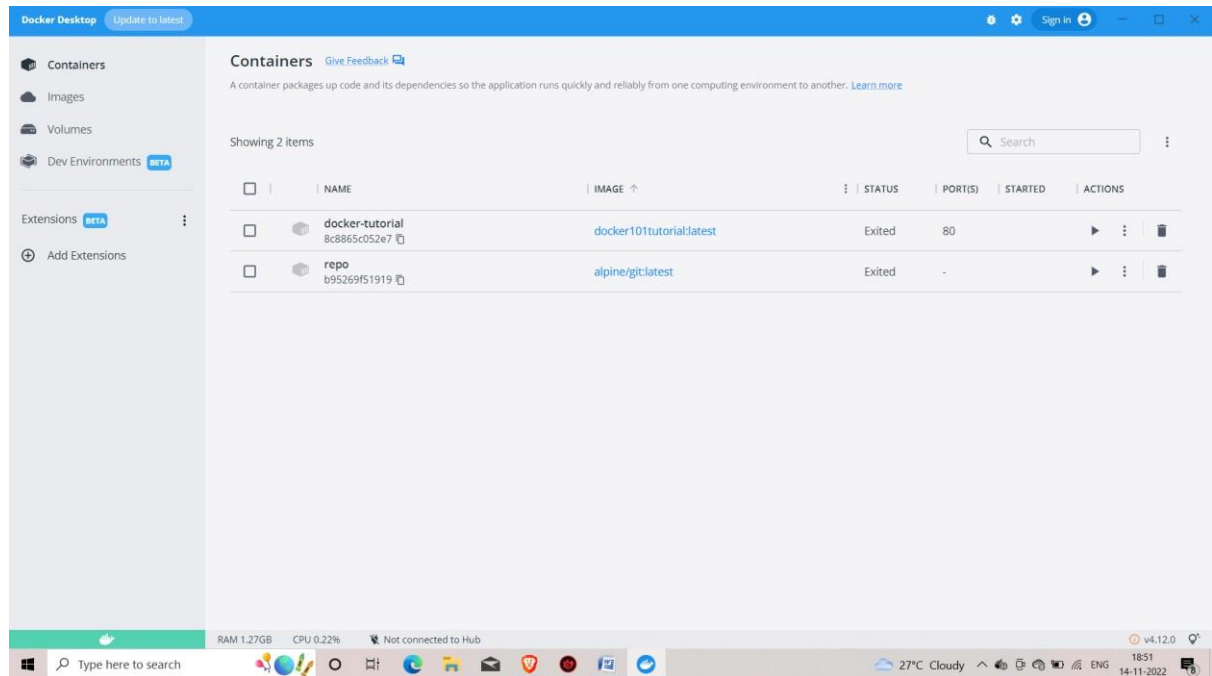 Docker Desktop Update to latest Sign in
Containers
Images
Volumes
Dev Environments BETA
Extensions BETA
Add Extensions
Containers Give Feedback
A container packages up code and its dependencies so the application runs quickly and reliably from one computing environment to another. Learn more
Showing 2 items Search
NAME IMAGE STATUS PORT(S) STARTED ACTIONS
docker-tutorial docker101tutorial:latest Exited 80
8c8865c052e7
repo alpine/git:latest Exited -
b95269f51919
RAM 1.27GB CPU 0.22% Not connected to Hub v4.12.0
Type here to search 27°C Cloudy ENG 18:51
14-11-2022 8